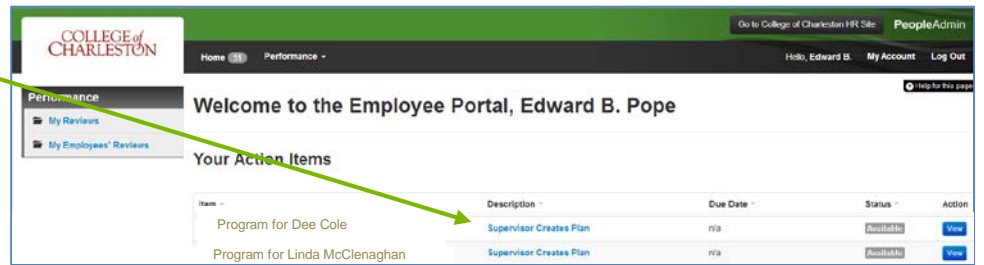 Go to College of Charleston HR Site PeopleAdmin
COLLEGE of
CHARLESTON
Home 51 Performance
Hello, Edward B. My Account Log Out
Help for this page
Performance
My Reviews
My Employees' Reviews
Welcome to the Employee Portal, Edward B. Pope
Your Action Items
Item Description Due Date Status Action
Program for Dee Cole Supervisor Creates Plan n/a Available View
Program for Linda McClenaghan Supervisor Creates Plan n/a Available View